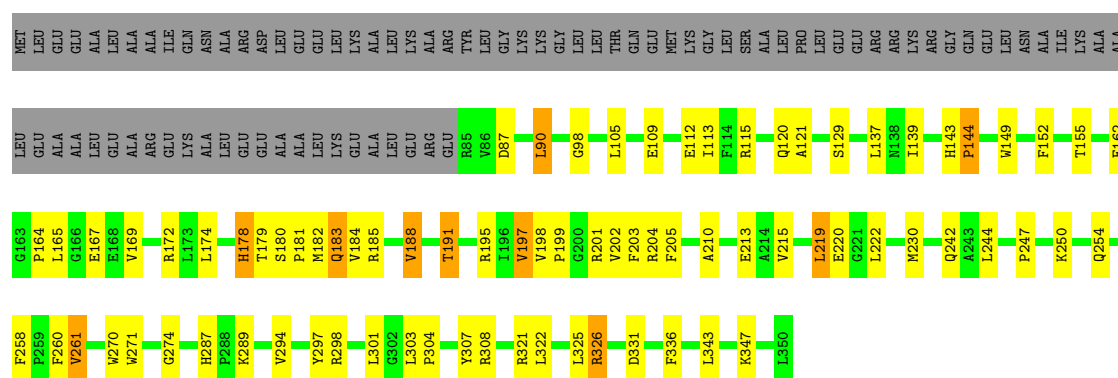 MET LEU GLU GLU ALA LEU ALA ALA ILE GLN ASN ALA ARG ASP LEU GLU GLU LEU LYS ALA LEU LYS ALA ARG TYR LEU GLY LYS LYS GLY LEU LEU THR GLN GLU MET LYS GLY LEU SER ALA LEU PRO LEU GLU GLU ARG ARG LYS ARG GLY GLN GLU LEU ASN ALA ILE LYS ALA ALA
LEU GLU ALA ALA LEU GLU ALA ARG GLU LYS ALA LEU GLU GLU ALA ALA LEU LYS GLU ALA LEU GLU ARG GLU R85 V86 D87 L90 G98 L105 E109 E112 I113 F114 R115 Q120 A121 S129 L137 N138 I139 H143 P144 W149 F152 T155
G163 P164 L165 G166 E167 E168 V169 R172 L173 L174 H178 T179 S180 P181 M182 Q183 V184 R185 V188 T191 R195 I196 V197 V198 P199 G200 R201 V202 F203 R204 F205 A210 E213 A214 V215 L219 E220 G221 L222 M230 Q242 A243 L244 P247 K250 Q254
F258 P259 F260 V261 W270 W271 G274 H287 P288 K289 V294 Y297 R298 L301 G302 L303 P304 Y307 R308 R321 L322 L325 R326 D331 F336 L343 K347 L350